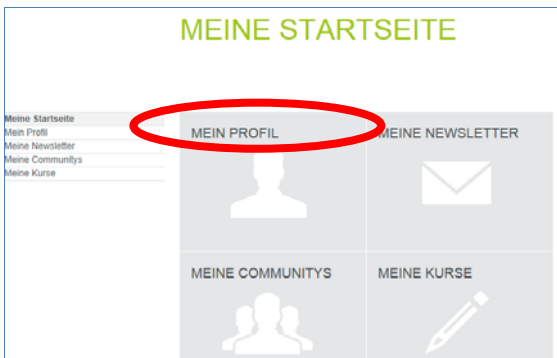 MEINE STARTSEITE
Meine Startseite
Mein Profil
Meine Newsletter
Meine Communitys
Meine Kurse
MEIN PROFIL
MEINE NEWSLETTER
MEINE COMMUNITYS
MEINE KURSE